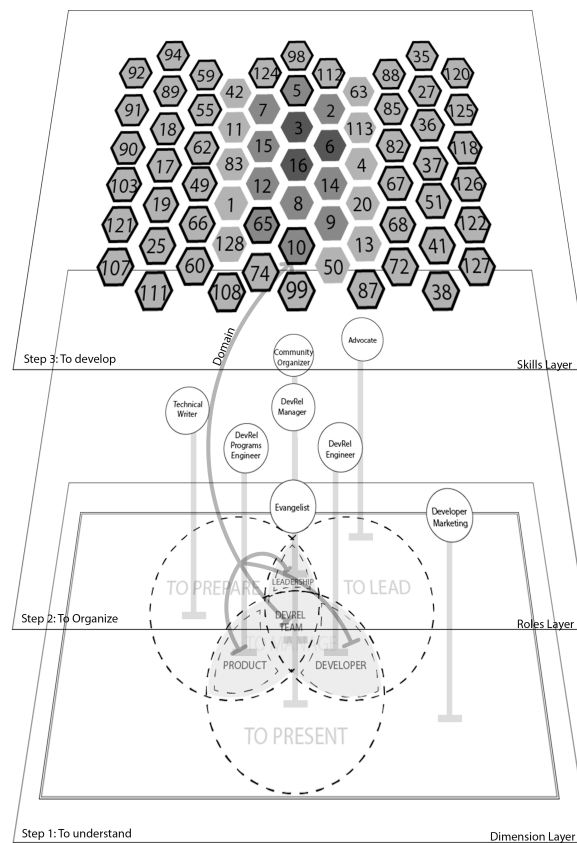 94
98
35
92
59
124
112
88
120
89
42
5
63
27
91
55
7
2
85
125
18
11
3
113
36
90
62
15
6
82
118
17
83
16
4
37
103
49
12
14
67
126
19
1
8
20
51
121
66
65
9
68
122
25
128
10
13
41
107
60
74
50
72
127
111
108
99
87
38
Domain
Step 3: To develop
Skills Layer
Advocate
Community
Organizer
Technical
Writer
DevRel
Manager
DevRel
Programs
Engineer
DevRel
Engineer
Evangelist
Developer
Marketing
TO PREPARE
LEADERSHIP
TO LEAD
Step 2: To Organize
DEVREL
TEAM
Roles Layer
PRODUCT
DEVELOPER
TO PRESENT
Step 1: To understand
Dimension Layer